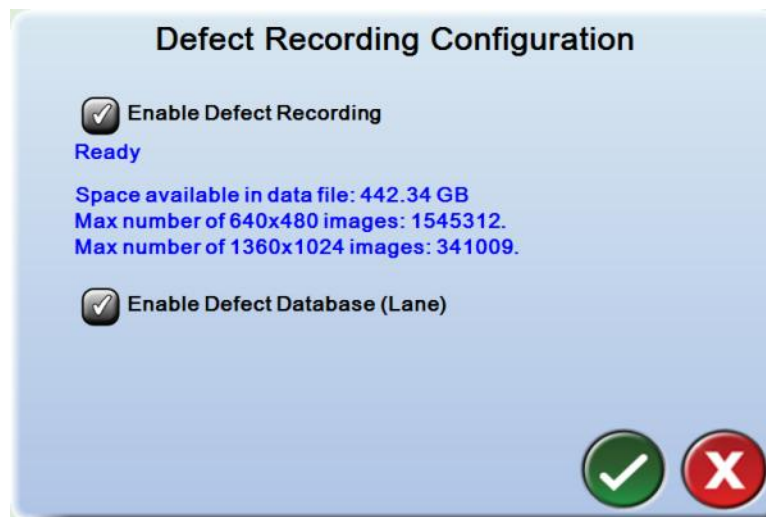 Defect Recording Configuration
Enable Defect Recording
Ready
Space available in data file: 442.34 GB
Max number of 640x480 images: 1545312.
Max number of 1360x1024 images: 341009.
Enable Defect Database (Lane)